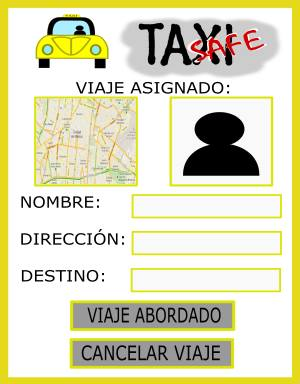 TAXI
SAFE
VIAJE ASIGNADO:
NOMBRE:
DIRECCIÓN:
DESTINO:
VIAJE ABORDADO
CANCELAR VIAJE